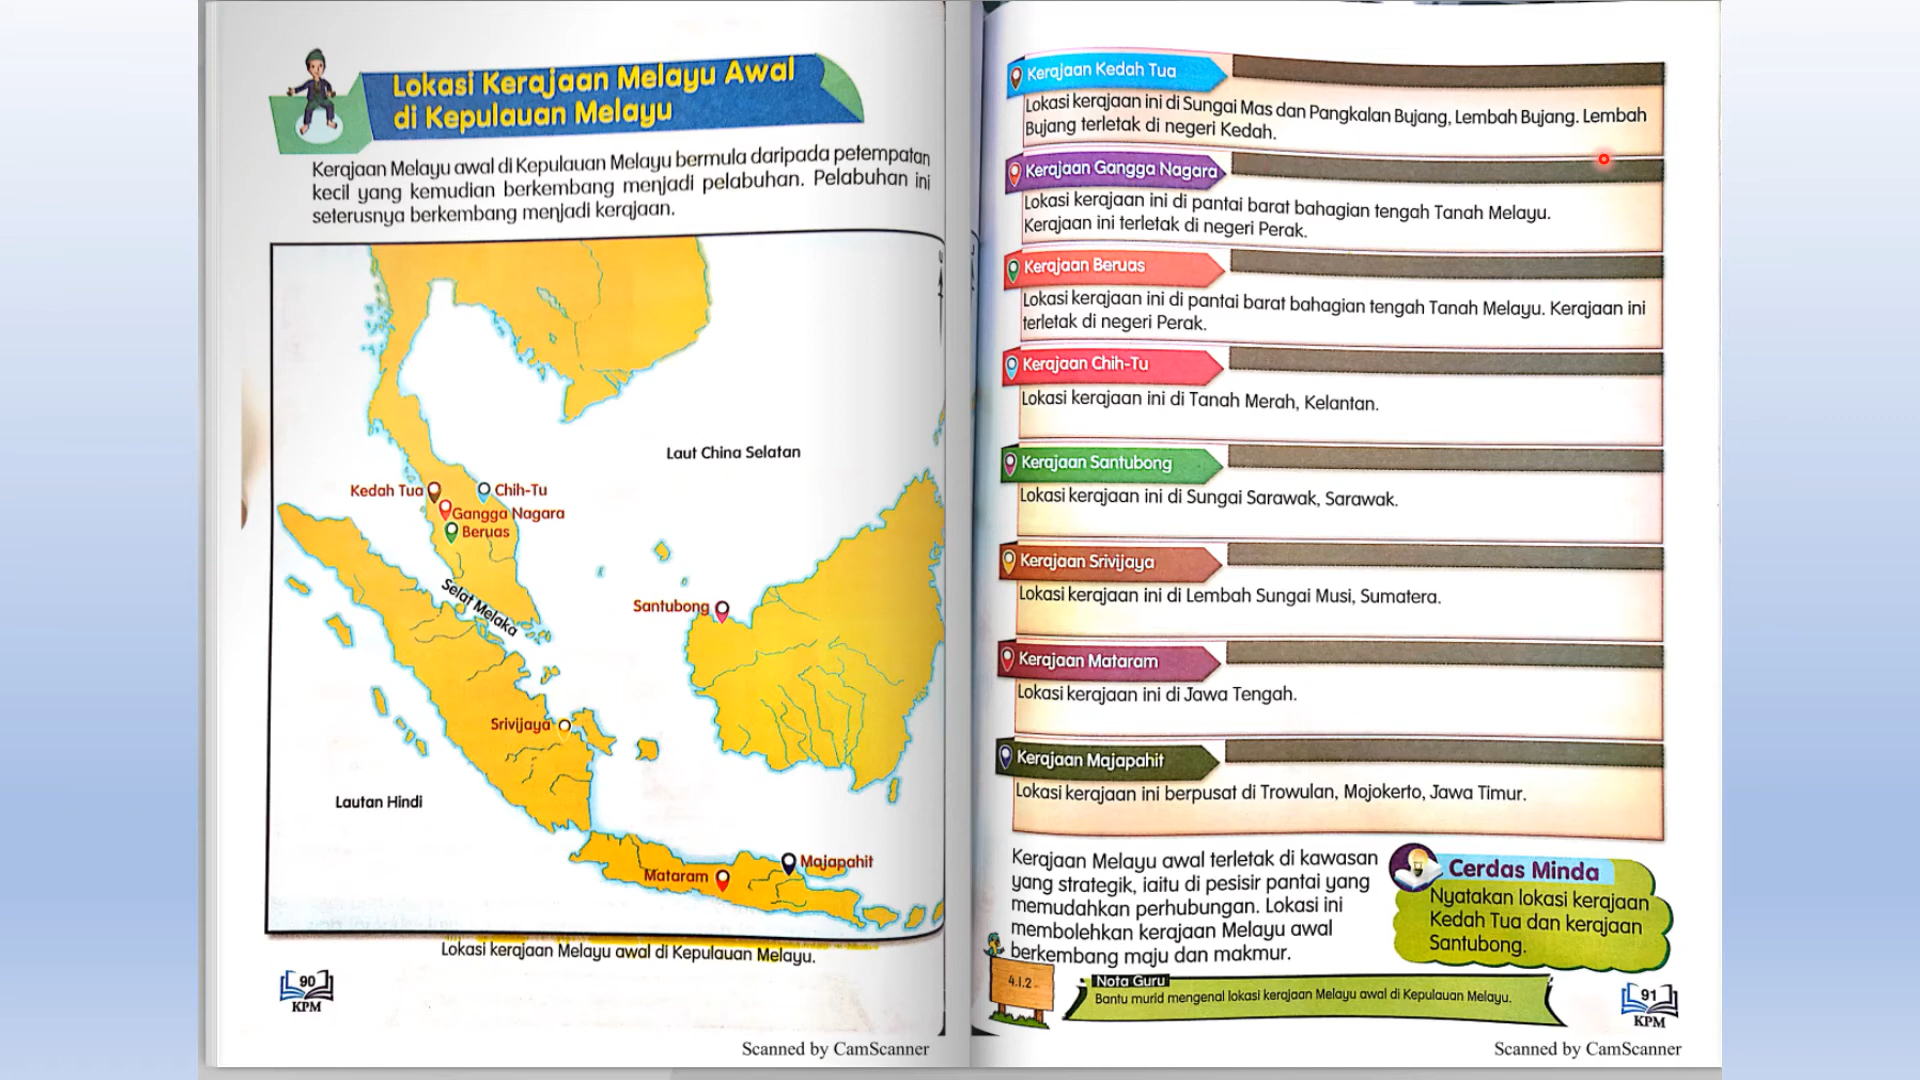 Lokasi Kerajaan Melayu Awal
di Kepulauan Melayu
Kerajaan Melayu awal di Kepulauan Melayu bermula daripada petempatan
kecil yang kemudian berkembang menjadi pelabuhan. Pelabuhan ini
seterusnya berkembang menjadi kerajaan.
Laut China Selatan
Kedah Tua
Chih-Tu
Gangga Nagara
Beruas
Selat Melaka
Santubong
Srivijaya
Lautan Hindi
Majapahit
Mataram
Lokasi kerajaan Melayu awal di Kepulauan Melayu.
90
KPM
Scanned by CamScanner
Kerajaan Kedah Tua
Lokasi kerajaan ini di Sungai Mas dan Pangkalan Bujang, Lembah Bujang. Lembah
Bujang terletak di negeri Kedah.
Kerajaan Gangga Nagara
Lokasi kerajaan ini di pantai barat bahagian tengah Tanah Melayu.
Kerajaan ini terletak di negeri Perak.
Kerajaan Beruas
Lokasi kerajaan ini di pantai barat bahagian tengah Tanah Melayu. Kerajaan ini
terletak di negeri Perak.
Kerajaan Chih-Tu
Lokasi kerajaan ini di Tanah Merah, Kelantan.
Kerajaan Santubong
Lokasi kerajaan ini di Sungai Sarawak, Sarawak.
Kerajaan Srivijaya
Lokasi kerajaan ini di Lembah Sungai Musi, Sumatera.
Kerajaan Mataram
Lokasi kerajaan ini di Jawa Tengah.
Kerajaan Majapahit
Lokasi kerajaan ini berpusat di Trowulan, Mojokerto, Jawa Timur.
Kerajaan Melayu awal terletak di kawasan
yang strategik, iaitu di pesisir pantai yang
memudahkan perhubungan. Lokasi ini
membolehkan kerajaan Melayu awal
berkembang maju dan makmur.
Cerdas Minda
Nyatakan lokasi kerajaan
Kedah Tua dan kerajaan
Santubong.
4.1.2
Nota Guru
Bantu murid mengenal lokasi kerajaan Melayu awal di Kepulauan Melayu.
91
KPM
Scanned by CamScanner